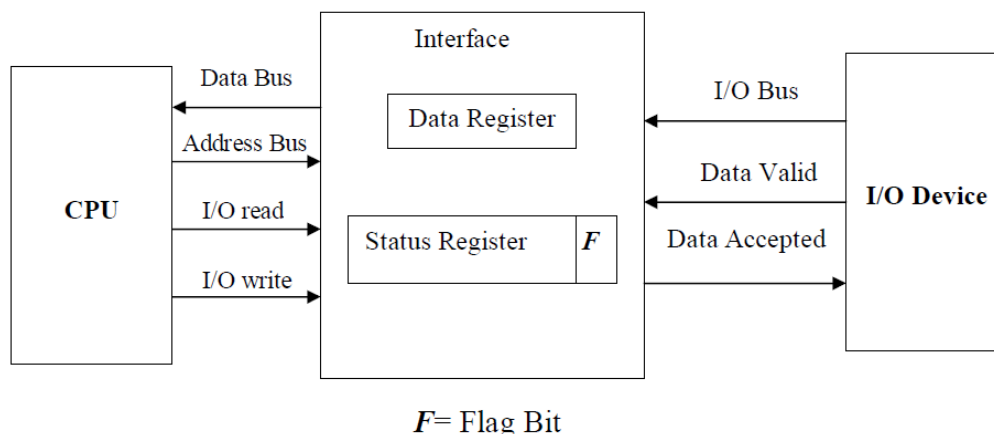 Interface
Data Bus
Data Register
I/O Bus
Address Bus
Data Valid
CPU
I/O read
Status Register
F
I/O Device
Data Accepted
I/O write
F= Flag Bit